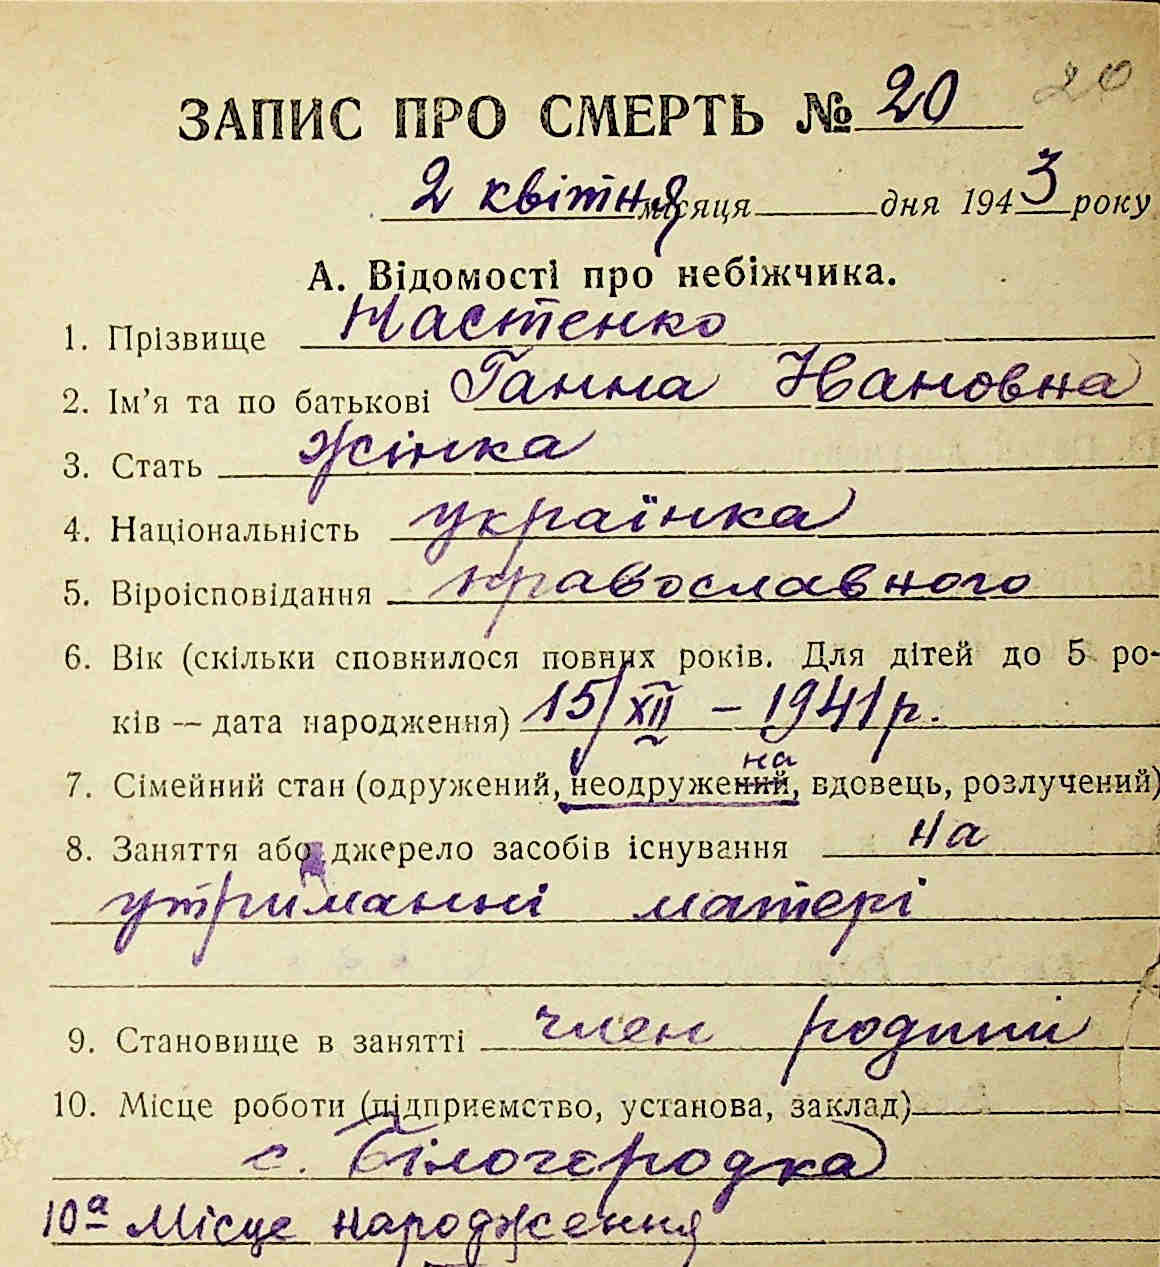 ЗАПИС ПРО СМЕРТЬ № 20 20
2 квітня місяця дня 1943 року
А. Відомості про небіжчика.
1. Прізвище Настенко
2. Ім’я та по батькові Ганна Івановна
3. Стать Жінка
4. Національність українка
5. Віроісповідання православного
6. Вік (скільки сповнилося повних років. Для дітей до 5 ро-
ків — дата народження) 15/XII – 1941 р.
на
7. Сімейний стан (одружений, неодружений, вдовець, розлучений)
8. Заняття або джерело засобів існування на
утриманні матері
9. Становище в занятті член родини
10. Місце роботи (підприємство, установа, заклад)
с. Білогородка
10а Місце народження